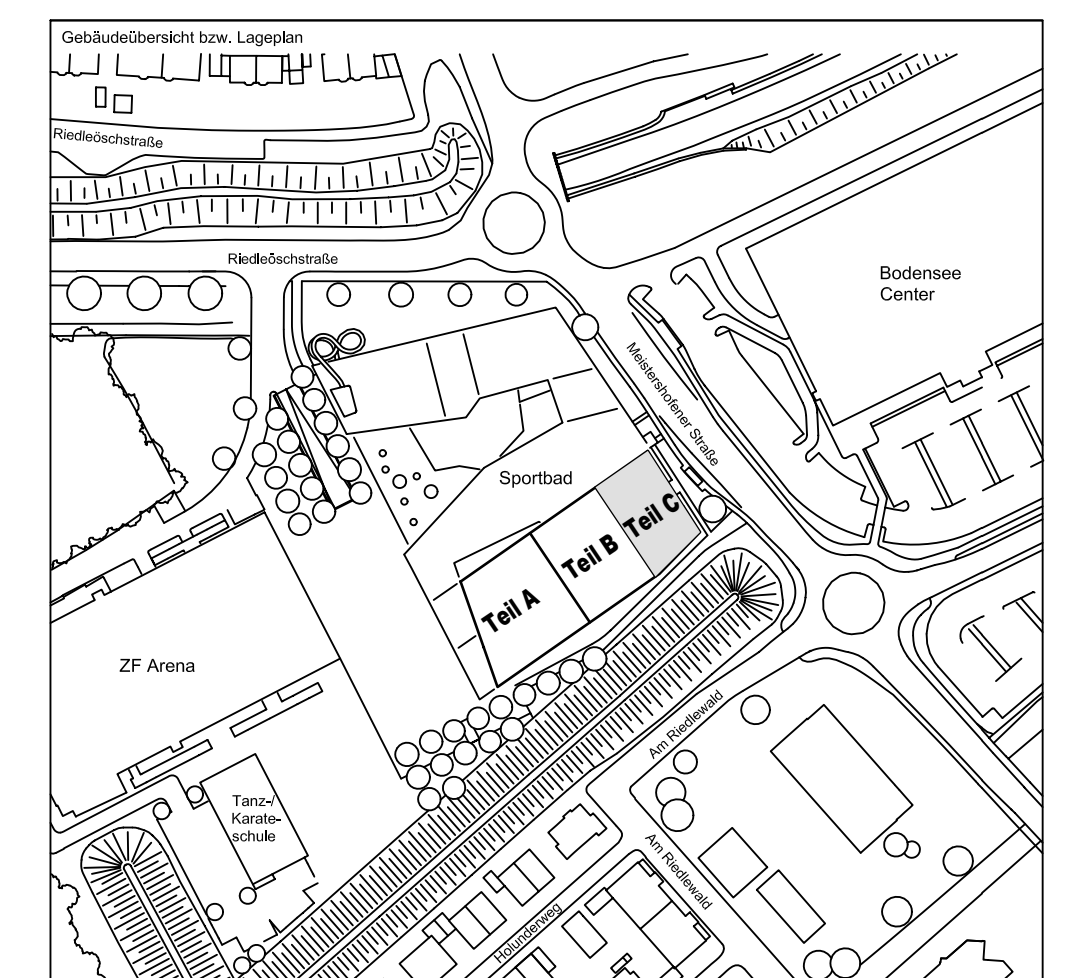 Gebäudeübersicht bzw. Lageplan
Riedleöschstraße
Riedleöschstraße
Bodensee
Center
Meistershofener Straße
Sportbad
Teil C
Teil B
Teil A
ZF Arena
Am Riedlewald
Tanz-/
Karate-
schule
Am Riedlewald
Holunderweg